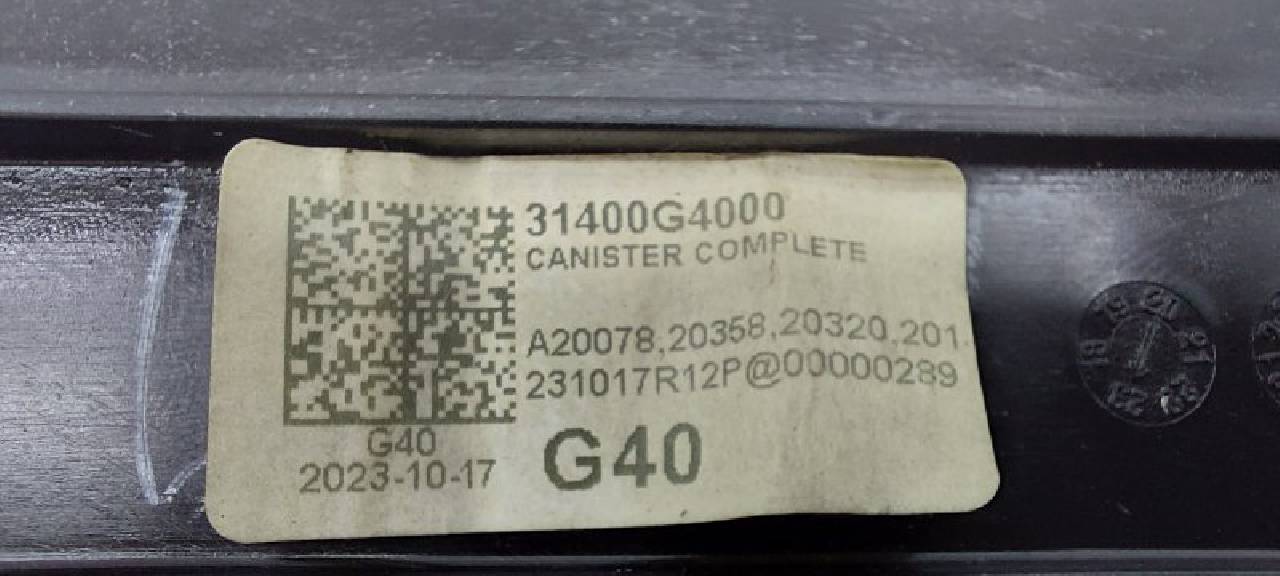 31400G4000
CANISTER COMPLETE
A20078,20358,20320,201
231017R12P@00000289
G40
2023-10-17
G40